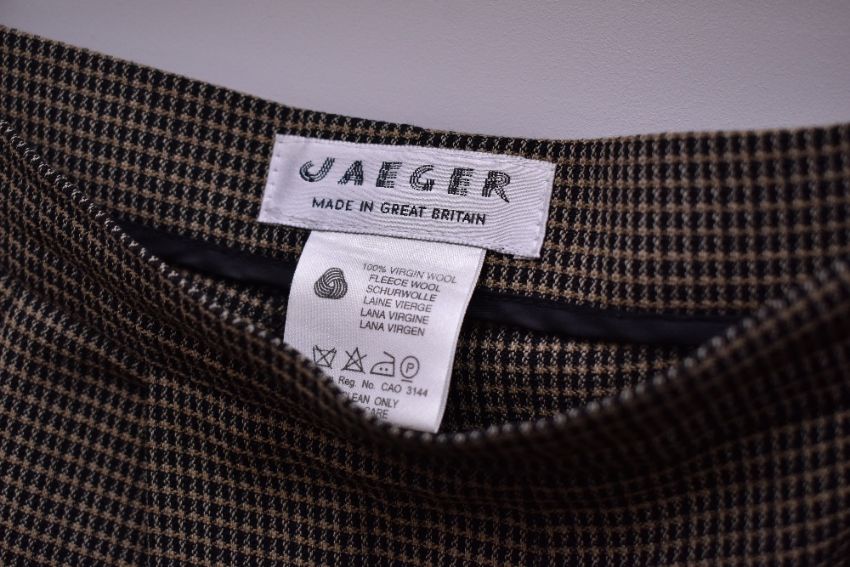 JAEGER
MADE IN GREAT BRITAIN
100% VIRGIN WOOL
FLEECE WOOL
SCHURWOLLE
LAINE VIERGE
LANA VIRGINE
LANA VIRGEN
P
Reg. No. CAO 3144
CLEAN ONLY
CARE